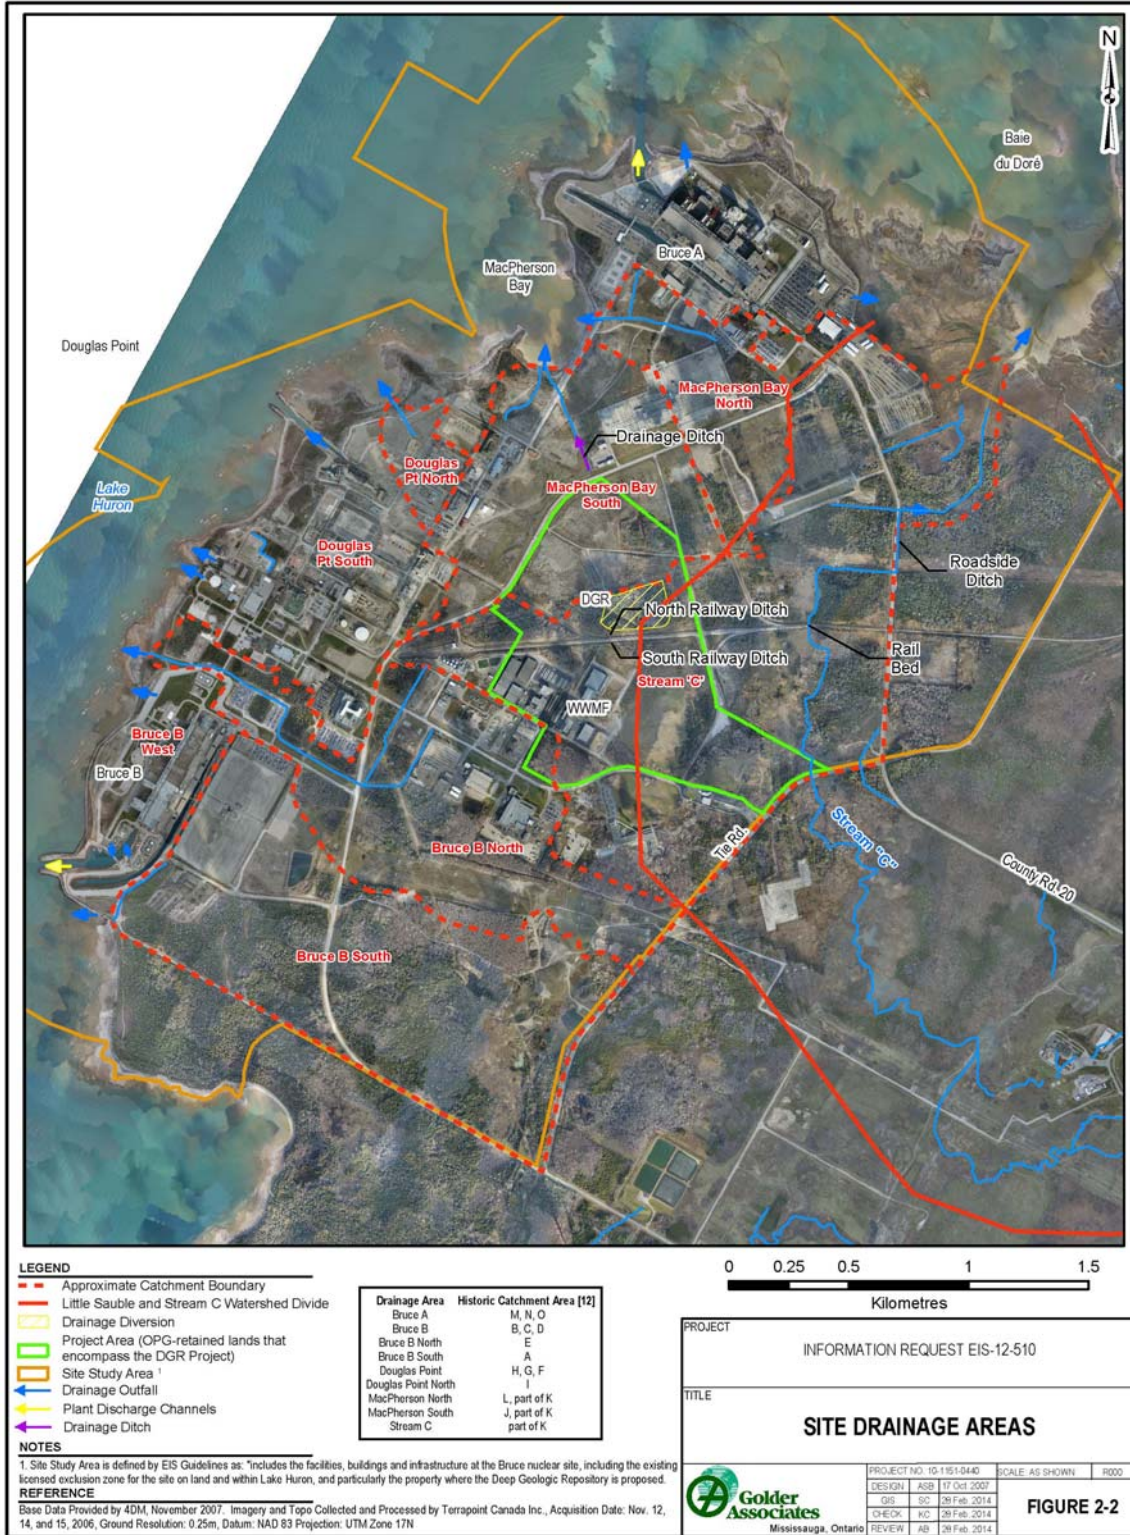 N
Baie
du Doré
Bruce A
MacPherson
Bay
Douglas Point
MacPherson Bay
North
Drainage Ditch
Douglas
Pt North
MacPherson Bay
South
Lake
Huron
Douglas
Pt South
Roadside
Ditch
DGR
North Railway Ditch
South Railway Ditch
Rail
Bed
Stream 'C'
WWMF
Bruce B
West
Bruce B
Bruce B North
Tie Rd.
Stream "C"
County Rd. 20
Bruce B South
LEGEND
Approximate Catchment Boundary
Little Sauble and Stream C Watershed Divide
Drainage Diversion
Project Area (OPG-retained lands that
encompass the DGR Project)
Site Study Area 1
Drainage Outfall
Plant Discharge Channels
Drainage Ditch
Drainage Area Historic Catchment Area [12]
Bruce A M, N, O
Bruce B B, C, D
Bruce B North E
Bruce B South A
Douglas Point H, G, F
Douglas Point North I
MacPherson North L, part of K
MacPherson South J, part of K
Stream C part of K
0 0.25 0.5 1 1.5
Kilometres
NOTES
1. Site Study Area is defined by EIS Guidelines as: "includes the facilities, buildings and infrastructure at the Bruce nuclear site, including the existing
licensed exclusion zone for the site on land and within Lake Huron, and particularly the property where the Deep Geologic Repository is proposed.
REFERENCE
Base Data Provided by 4DM, November 2007. Imagery and Topo Collected and Processed by Terrapoint Canada Inc., Acquisition Date: Nov. 12,
14, and 15, 2006, Ground Resolution: 0.25m, Datum: NAD 83 Projection: UTM Zone 17N
PROJECT
INFORMATION REQUEST EIS-12-510
TITLE
SITE DRAINAGE AREAS
Golder
Associates
Mississauga, Ontario
PROJECT NO. 10-1151-0440 SCALE: AS SHOWN R000
DESIGN ASB 17 Oct. 2007
GIS SC 28 Feb. 2014
CHECK KC 28 Feb. 2014
REVIEW AB 28 Feb. 2014
FIGURE 2-2